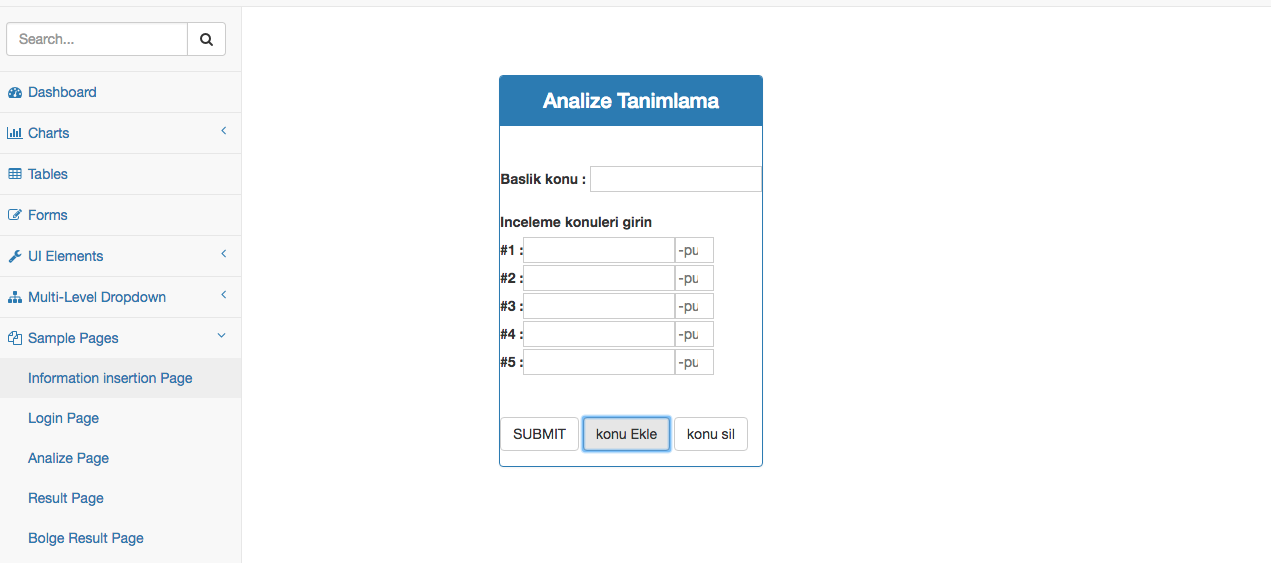 Search...
Dashboard
Charts
Tables
Forms
UI Elements
Multi-Level Dropdown
Sample Pages
Information insertion Page
Login Page
Analize Page
Result Page
Bolge Result Page
Analize Tanimlama
Baslik konu :
Inceleme konuleri girin
#1 : -pu
#2 : -pu
#3 : -pu
#4 : -pu
#5 : -pu
SUBMIT konu Ekle konu sil